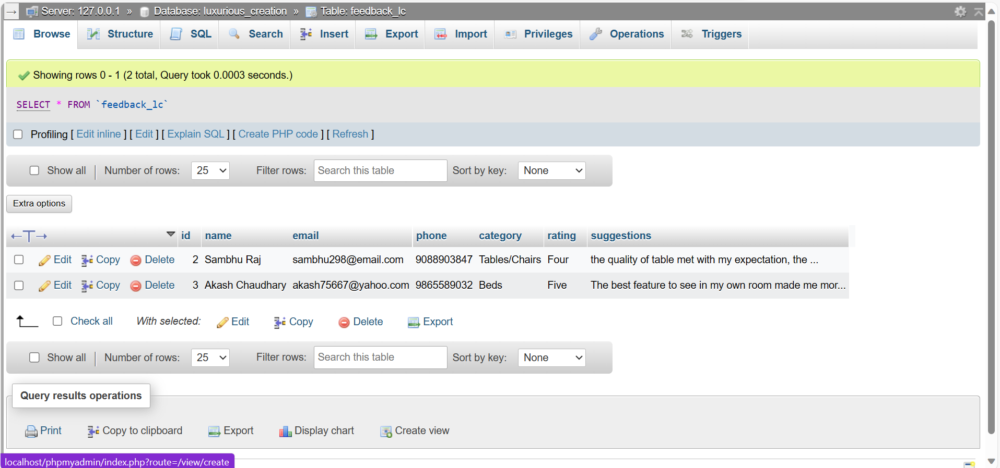 Server: 127.0.0.1 » Database: luxurious_creation » Table: feedback_lc
Browse Structure SQL Search Insert Export Import Privileges Operations Triggers
Showing rows 0 - 1 (2 total, Query took 0.0003 seconds.)
SELECT * FROM `feedback_lc`
Profiling [ Edit inline ] [ Edit ] [ Explain SQL ] [ Create PHP code ] [ Refresh ]
Show all | Number of rows: 25 Filter rows: Search this table Sort by key: None
Extra options
←T→ id name email phone category rating suggestions
Edit Copy Delete 2 Sambhu Raj sambhu298@email.com 9088903847 Tables/Chairs Four the quality of table met with my expectation, the ...
Edit Copy Delete 3 Akash Chaudhary akash75667@yahoo.com 9865589032 Beds Five The best feature to see in my own room made me mor...
Check all With selected: Edit Copy Delete Export
Show all | Number of rows: 25 Filter rows: Search this table Sort by key: None
Query results operations
Print Copy to clipboard Export Display chart Create view
localhost/phpmyadmin/index.php?route=/view/create